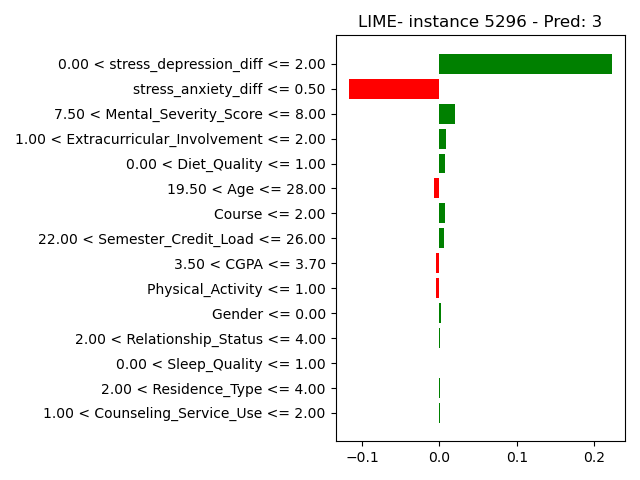 LIME- instance 5296 - Pred: 3
0.00 < stress_depression_diff <= 2.00
stress_anxiety_diff <= 0.50
7.50 < Mental_Severity_Score <= 8.00
1.00 < Extracurricular_Involvement <= 2.00
0.00 < Diet_Quality <= 1.00
19.50 < Age <= 28.00
Course <= 2.00
22.00 < Semester_Credit_Load <= 26.00
3.50 < CGPA <= 3.70
Physical_Activity <= 1.00
Gender <= 0.00
2.00 < Relationship_Status <= 4.00
0.00 < Sleep_Quality <= 1.00
2.00 < Residence_Type <= 4.00
1.00 < Counseling_Service_Use <= 2.00
−0.1 0.0 0.1 0.2